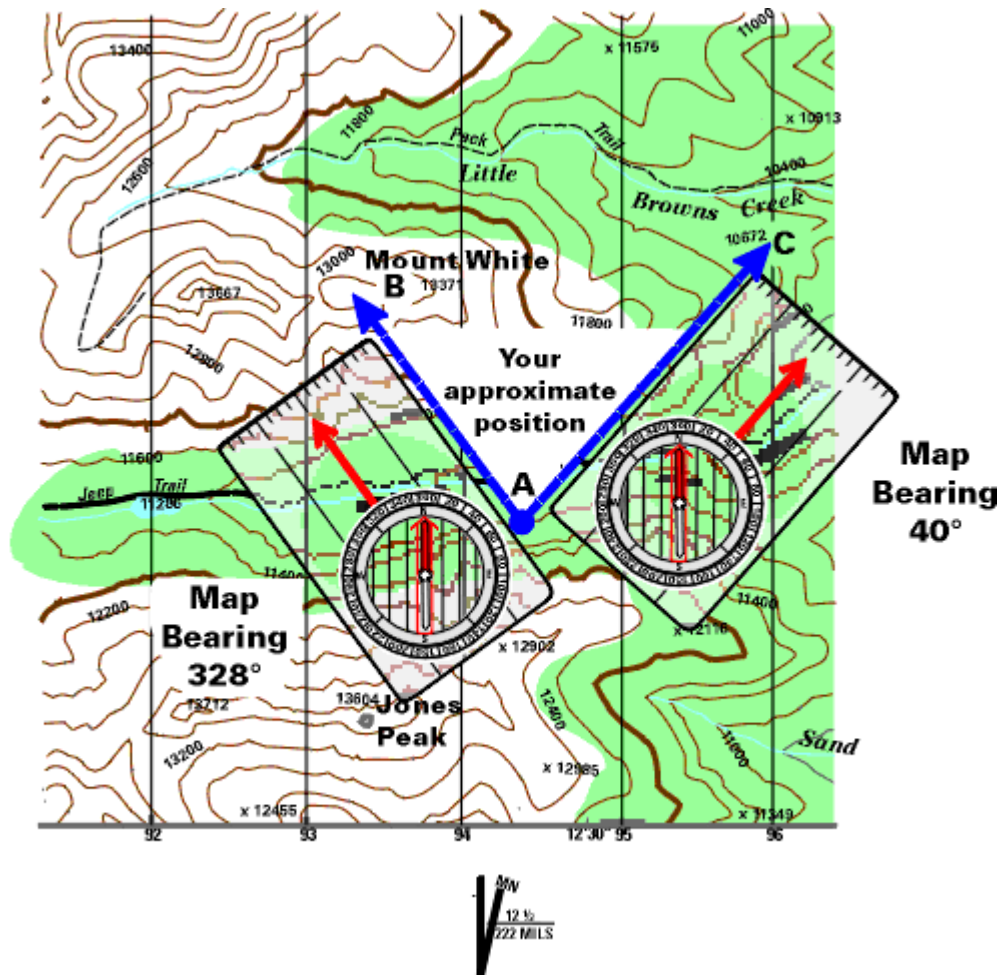 13400
x 11576
11000
11800
Pack
Trail
x 10913
12600
Little
10400
Browns Creek
10672
C
13000
Mount White
B
13371
13667
11800
12800
Your
approximate
position
A
11600
Jeep Trail
11286
Map
Bearing
40°
11400
11400
12200
Map
Bearing
328°
x 12116
x 12902
13604
13712
Jones
Peak
12400
13200
Sand
11000
x 12985
x 12455
x 11349
92
93
94
12'30"
95
96
MN
12 ½
222 MILS